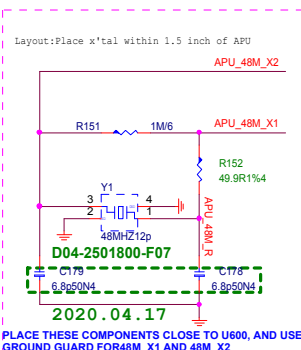 Layout:Place x'tal within 1.5 inch of APU
APU_48M_X2
R151 1M/6 APU_48M_X1
R152
49.9R1%4
Y1
3 4
2 1
APU_48M_R
48MHZ12p
D04-2501800-F07
C179 C178
6.8p50N4 6.8p50N4
2020.04.17
PLACE THESE COMPONENTS CLOSE TO U600, AND USE
GROUND GUARD FOR48M_X1 AND 48M_X2